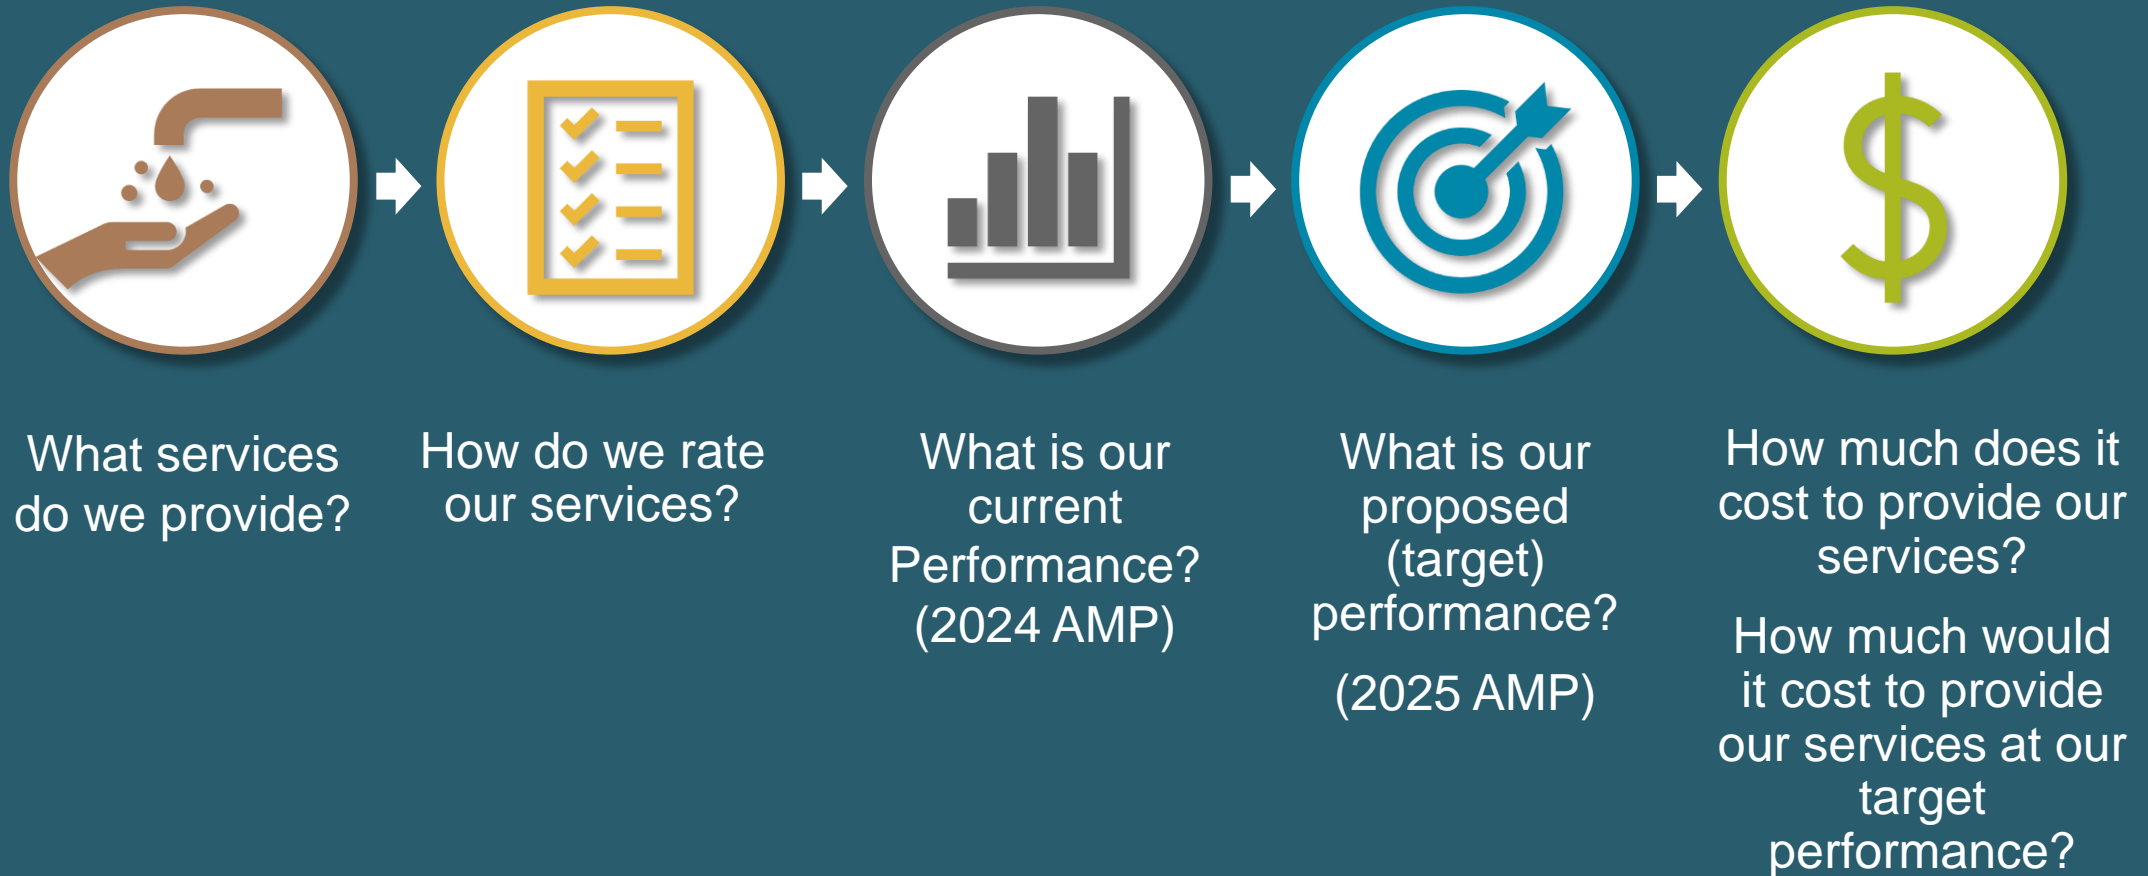 What services
do we provide?
How do we rate
our services?
What is our
current
Performance?
(2024 AMP)
What is our
proposed
(target)
performance?
(2025 AMP)
How much does it
cost to provide our
services?
How much would
it cost to provide
our services at our
target
performance?